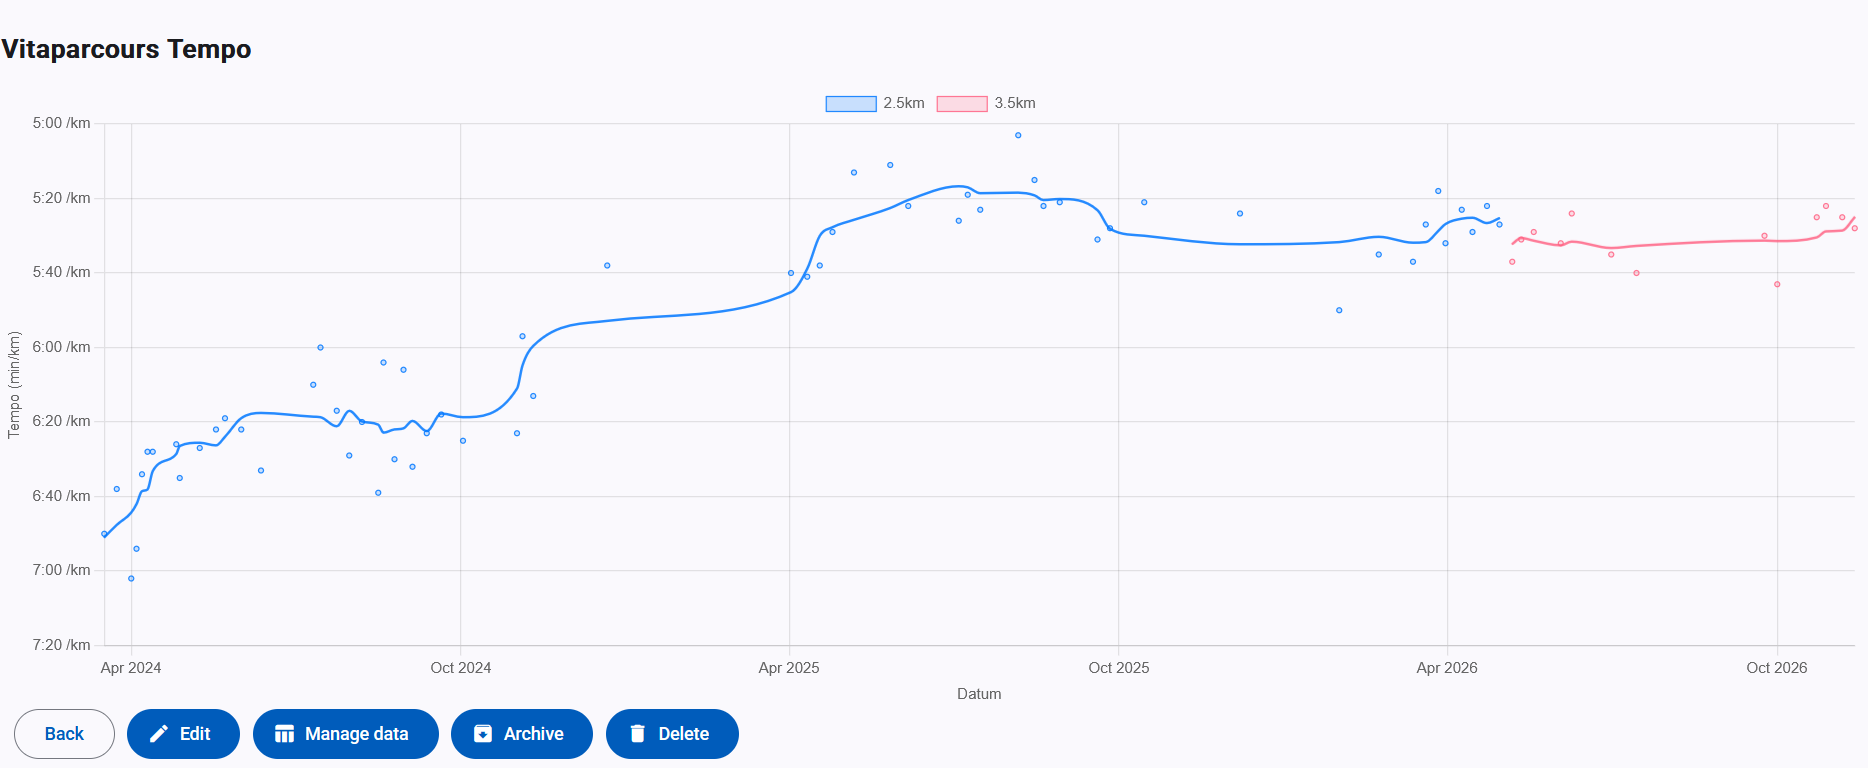 Vitaparcours Tempo
2.5km 3.5km
5:00 /km
5:20 /km
5:40 /km
6:00 /km
6:20 /km
6:40 /km
7:00 /km
7:20 /km
Tempo (min/km)
Apr 2024 Oct 2024 Apr 2025 Oct 2025 Apr 2026 Oct 2026
Datum
Back Edit Manage data Archive Delete